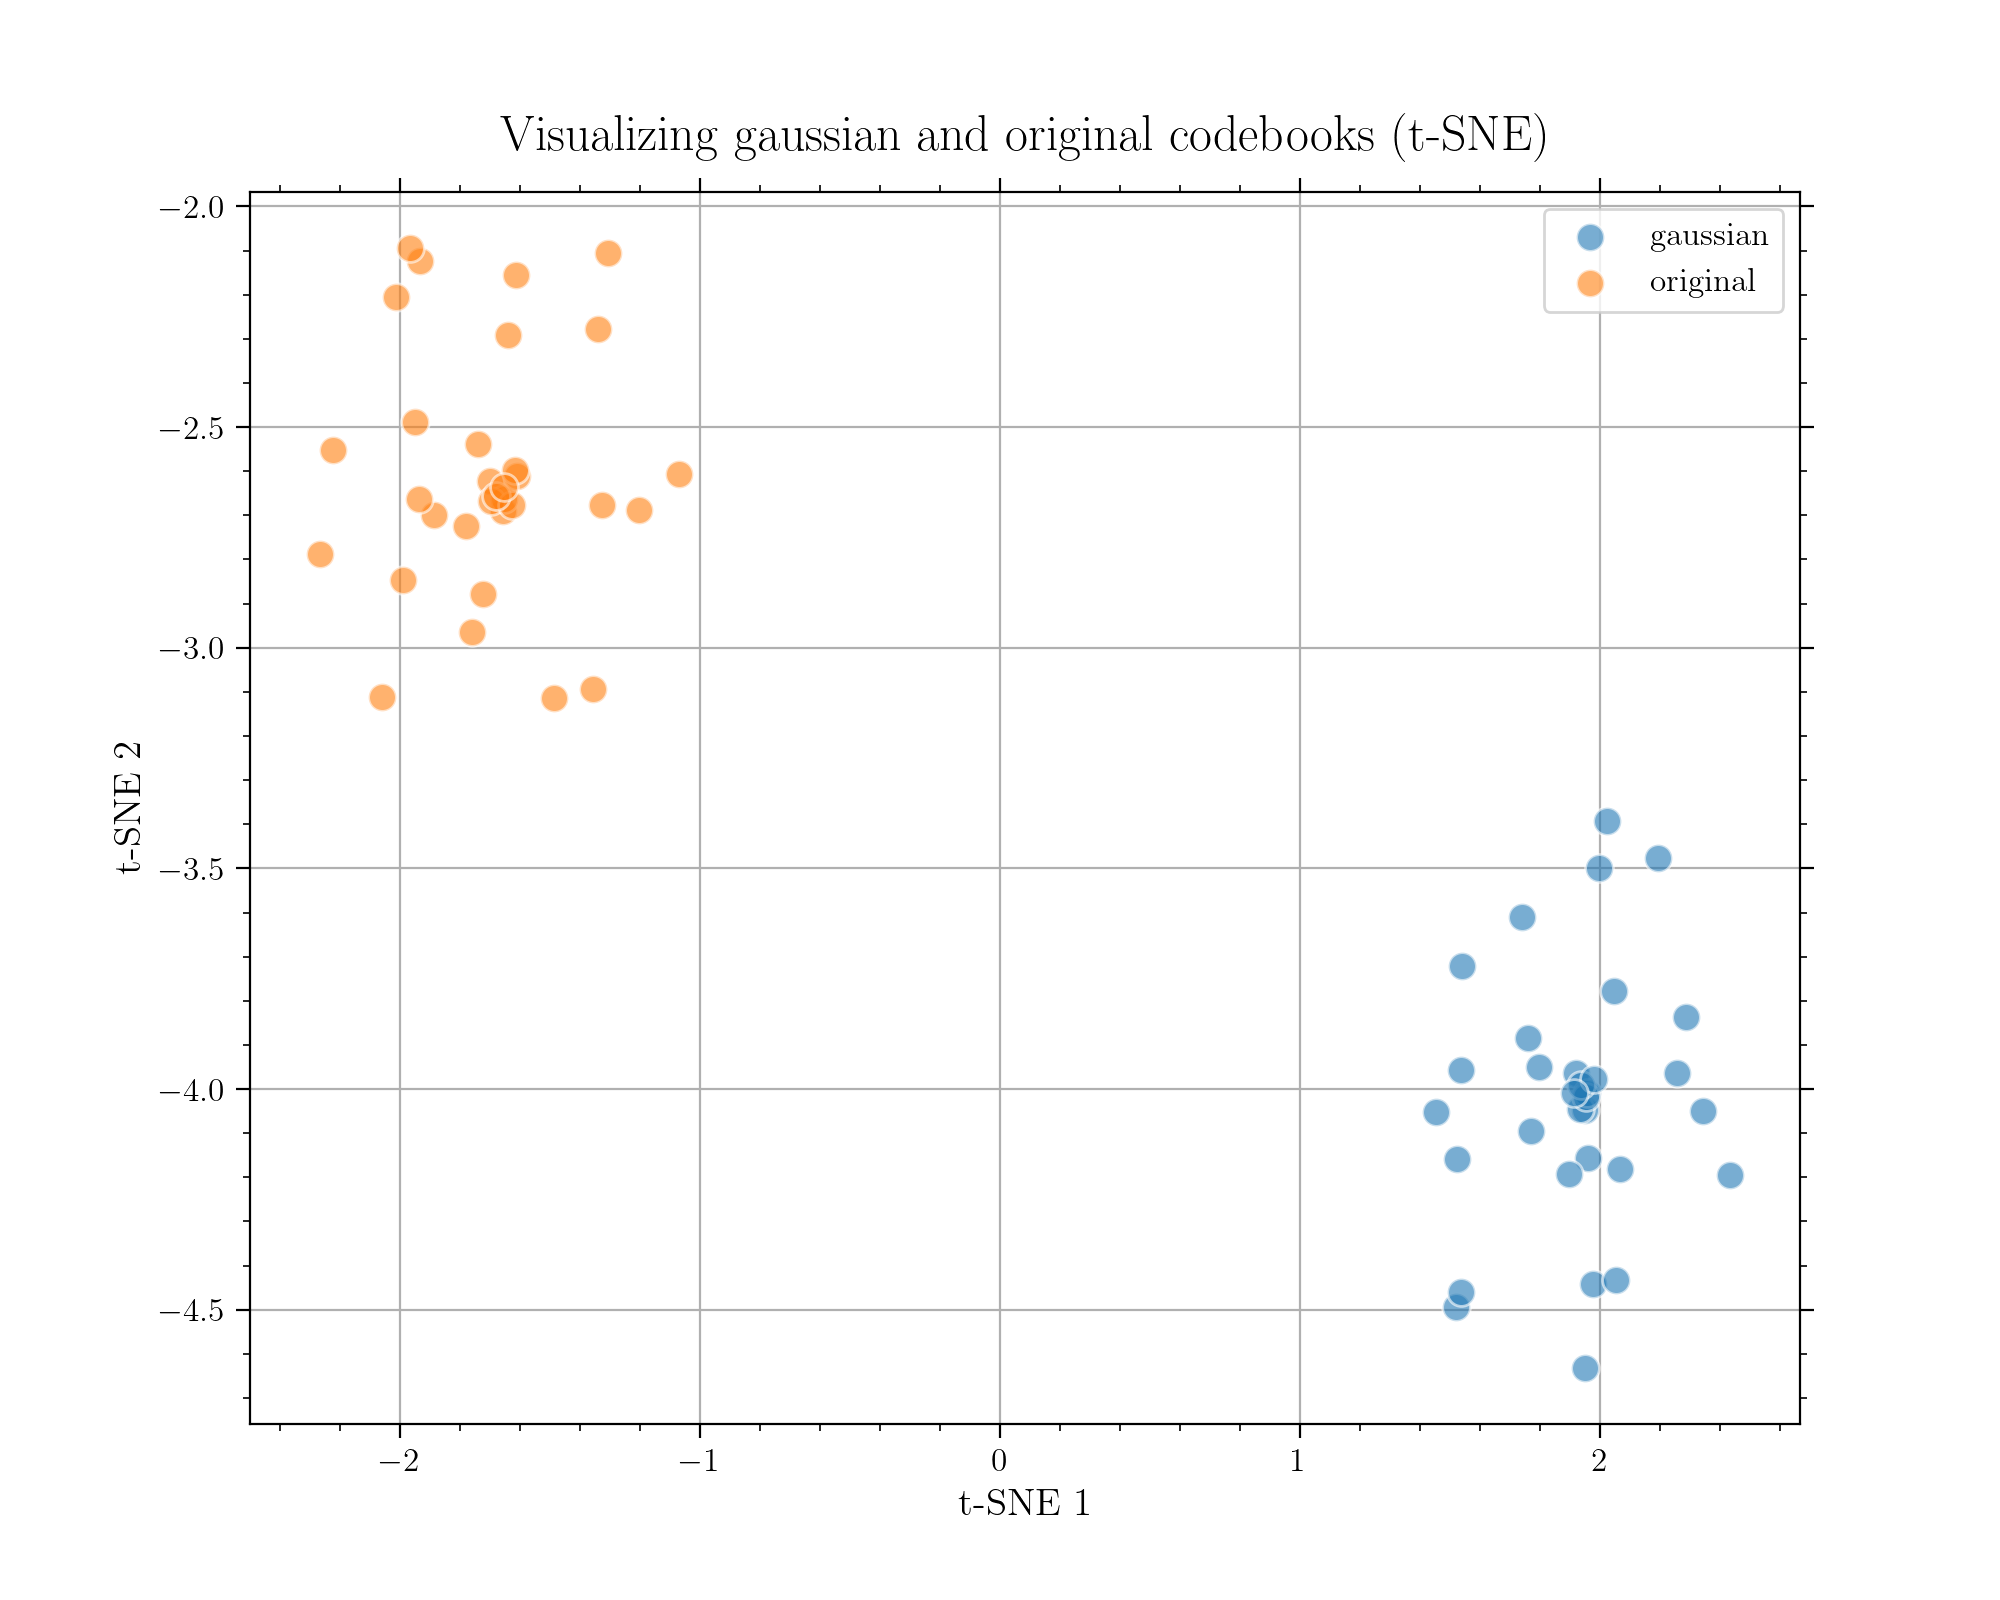 Visualizing gaussian and original codebooks (t-SNE)
gaussian
original
−2.0
−2.5
−3.0
−3.5
−4.0
−4.5
t-SNE 2
−2
−1
0
1
2
t-SNE 1